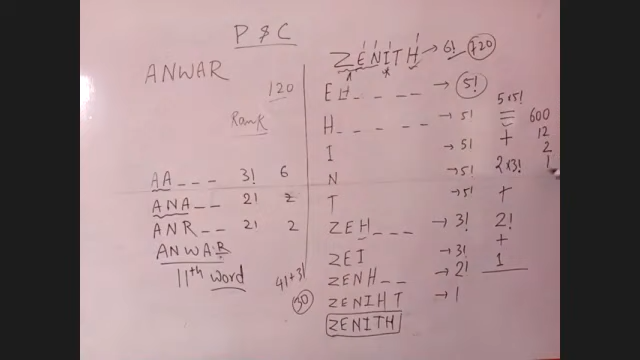 P & C
ANWAR
120
Rank
AA _ _ _ 3! 6
ANA _ _ 2! 2
ANR _ _ 2! 2
ANWAR
11th word
4!+3!
30
ZENITH → 6! 720
E _ _ _ _ → 5!
H _ _ _ _ _ → 5!
I → 5!
N → 5!
T → 5!
ZEH _ _ _ → 3!
ZEI → 3!
ZENH _ _ → 2!
ZENIHT → 1
ZENITH
5×5!
+
2×3!
+
2!
+
1
600
12
2
1